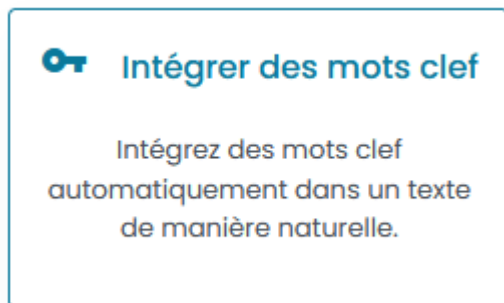 Intégrer des mots clef
Intégrez des mots clef
automatiquement dans un texte
de manière naturelle.